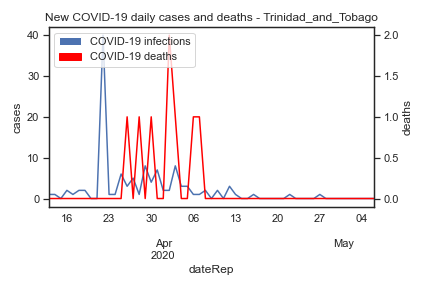 New COVID-19 daily cases and deaths - Trinidad_and_Tobago
COVID-19 infections
COVID-19 deaths
40
30
20
10
0
cases
2.0
1.5
1.0
0.5
0.0
deaths
16 23 30 06 13 20 27 04
Apr May
2020
dateRep